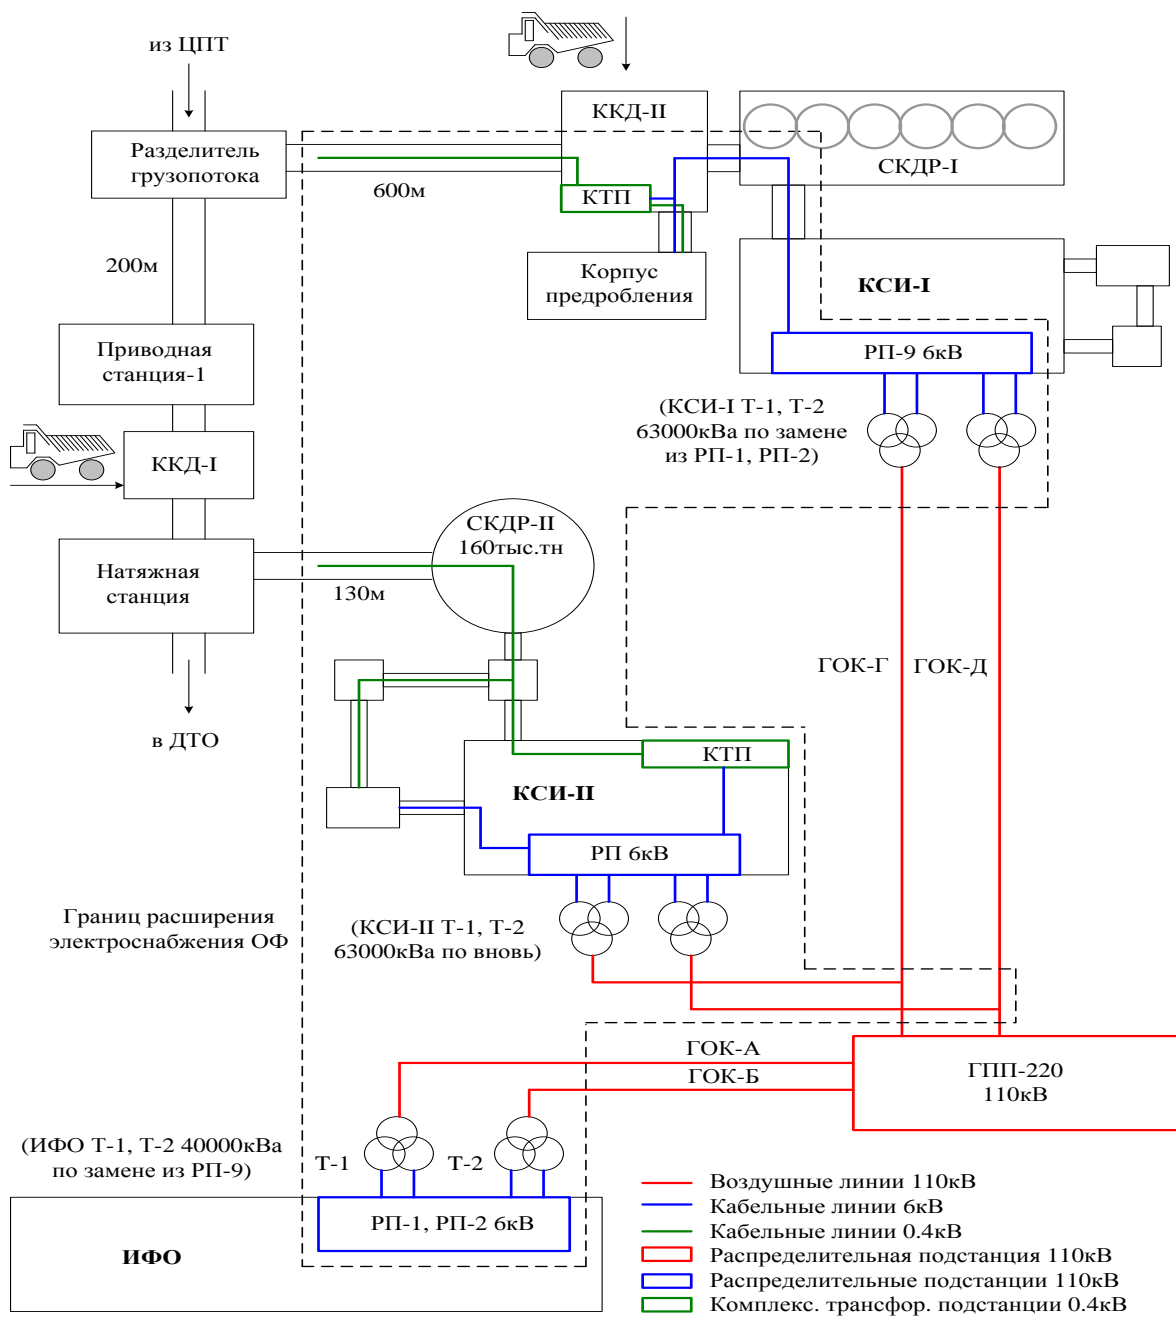 из ЦПТ
ККД-II
Разделитель
грузопотока
СКДР-I
600м
КТП
200м
Корпус
предробления
КСИ-I
Приводная
станция-1
РП-9 6кВ
(КСИ-I Т-1, Т-2
63000кВа по замене
из РП-1, РП-2)
ККД-I
СКДР-II
160тыс.тн
Натяжная
станция
130м
ГОК-Г
ГОК-Д
в ДТО
КТП
КСИ-II
РП 6кВ
Границ расширения
электроснабжения ОФ
(КСИ-II Т-1, Т-2
63000кВа по вновь)
ГОК-А
ГОК-Б
ГПП-220
110кВ
(ИФО Т-1, Т-2 40000кВа
по замене из РП-9)
Т-1
Т-2
РП-1, РП-2 6кВ
ИФО
Воздушные линии 110кВ
Кабельные линии 6кВ
Кабельные линии 0.4кВ
Распределительная подстанция 110кВ
Распределительные подстанции 110кВ
Комплекс. трансфор. подстанции 0.4кВ